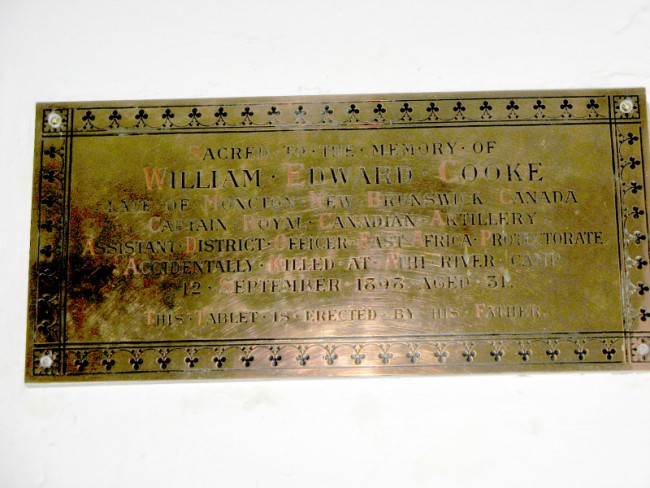 SACRED · TO · THE · MEMORY · OF
WILLIAM · EDWARD · COOKE
LATE · OF · MONCTON · NEW · BRUNSWICK · CANADA
CAPTAIN · ROYAL · CANADIAN · ARTILLERY
ASSISTANT · DISTRICT · OFFICER · EAST · AFRICA · PROTECTORATE
ACCIDENTALLY · KILLED · AT · ATHI · RIVER · CAMP
12 · SEPTEMBER · 1898 · AGED · 31.
THIS · TABLET · IS · ERECTED · BY · HIS · FATHER.